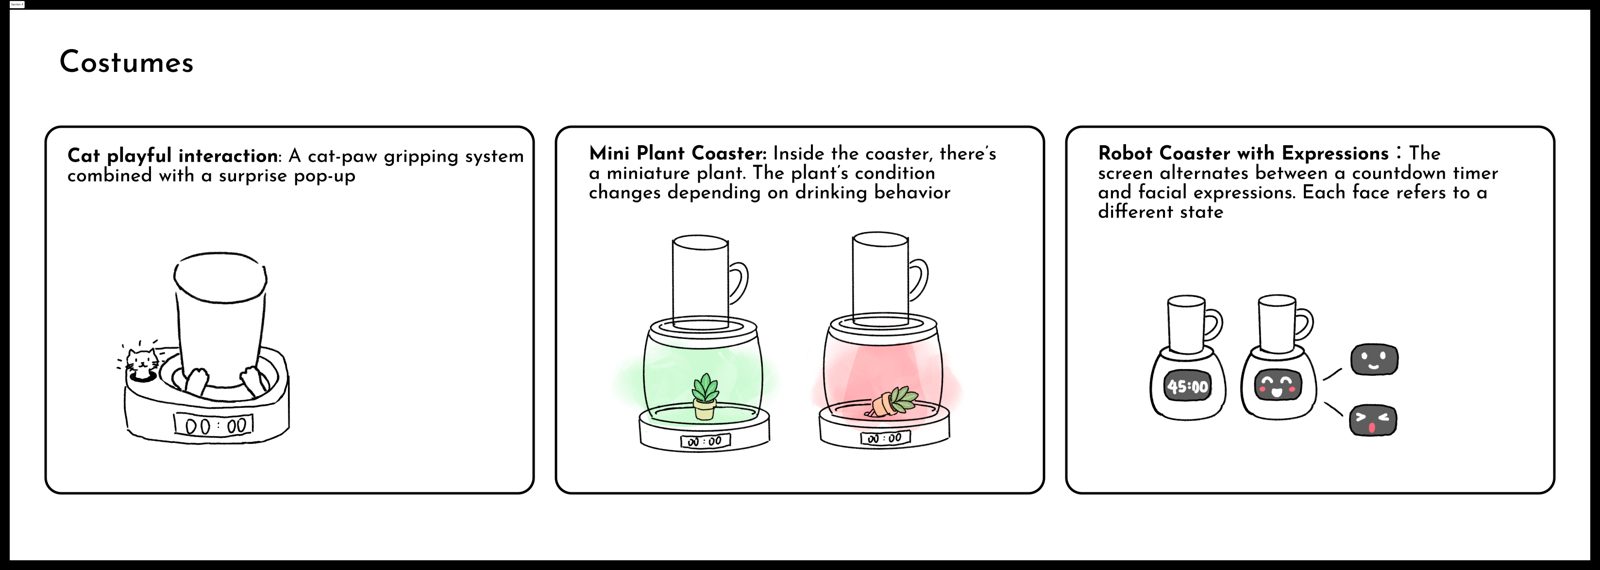 Costumes
Cat playful interaction: A cat-paw gripping system
combined with a surprise pop-up
00:00
Mini Plant Coaster: Inside the coaster, there's
a miniature plant. The plant's condition
changes depending on drinking behavior
00:00
00:00
Robot Coaster with Expressions：The
screen alternates between a countdown timer
and facial expressions. Each face refers to a
different state
45:00